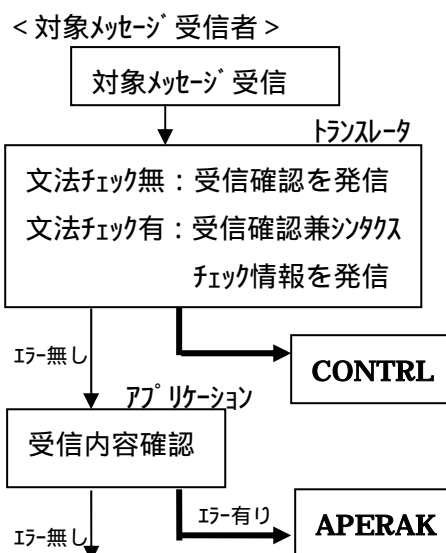 ＜対象ﾒｯｾｰｼﾞ受信者＞
対象ﾒｯｾｰｼﾞ受信
ﾄﾗﾝｽﾚｰﾀ
文法ﾁｪｯｸ無：受信確認を発信
文法ﾁｪｯｸ有：受信確認兼ｼﾝﾀｸｽ
ﾁｪｯｸ情報を発信
ｴﾗｰ無し
CONTRL
ｱﾌﾟﾘｹｰｼｮﾝ
受信内容確認
ｴﾗｰ有り
APERAK
ｴﾗｰ無し